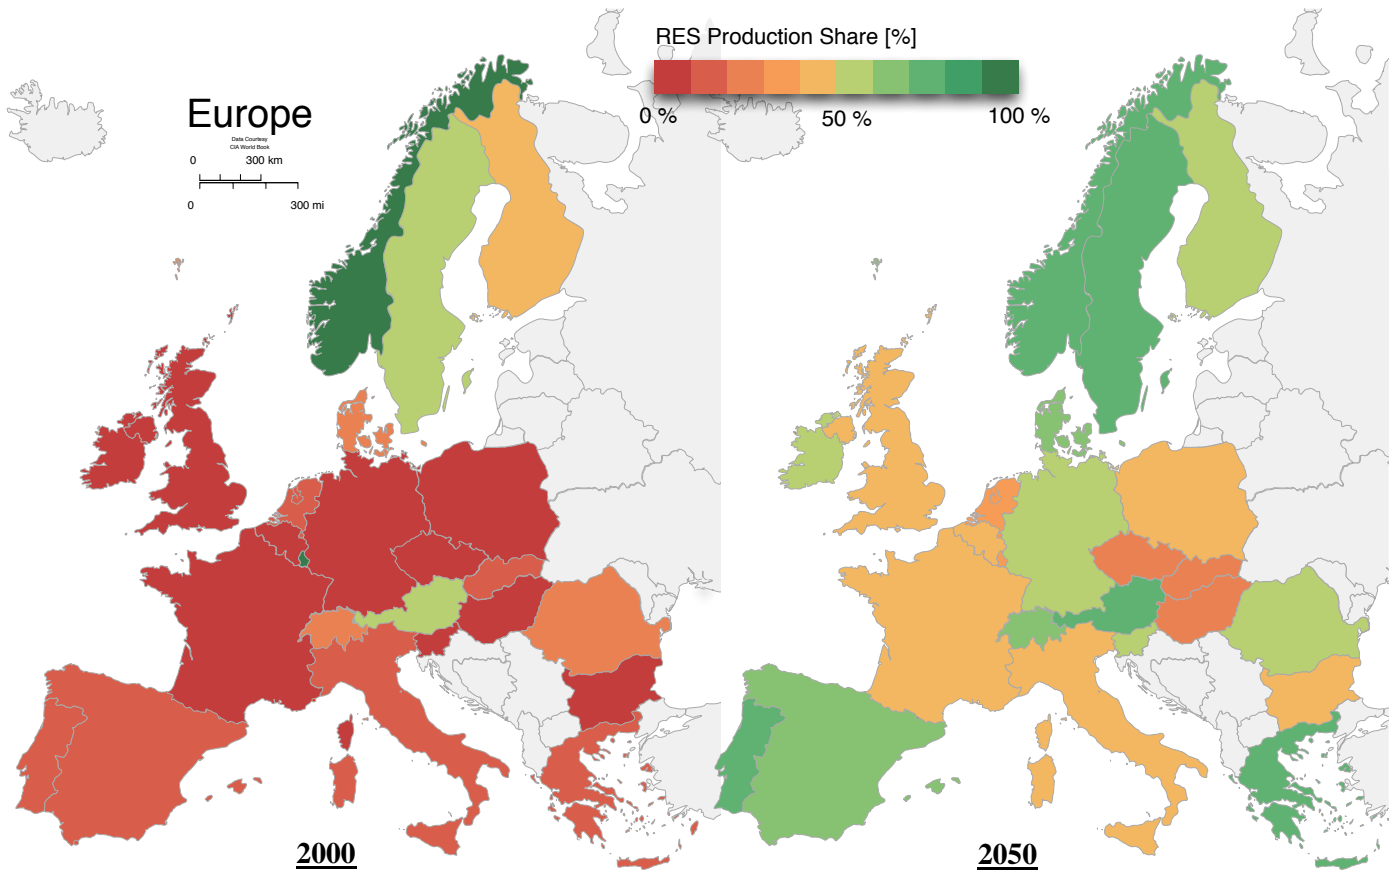 RES Production Share [%]
0 %
50 %
100 %
Europe
Data Courtesy
CIA World Book
0
300 km
0
300 mi
2000
2050